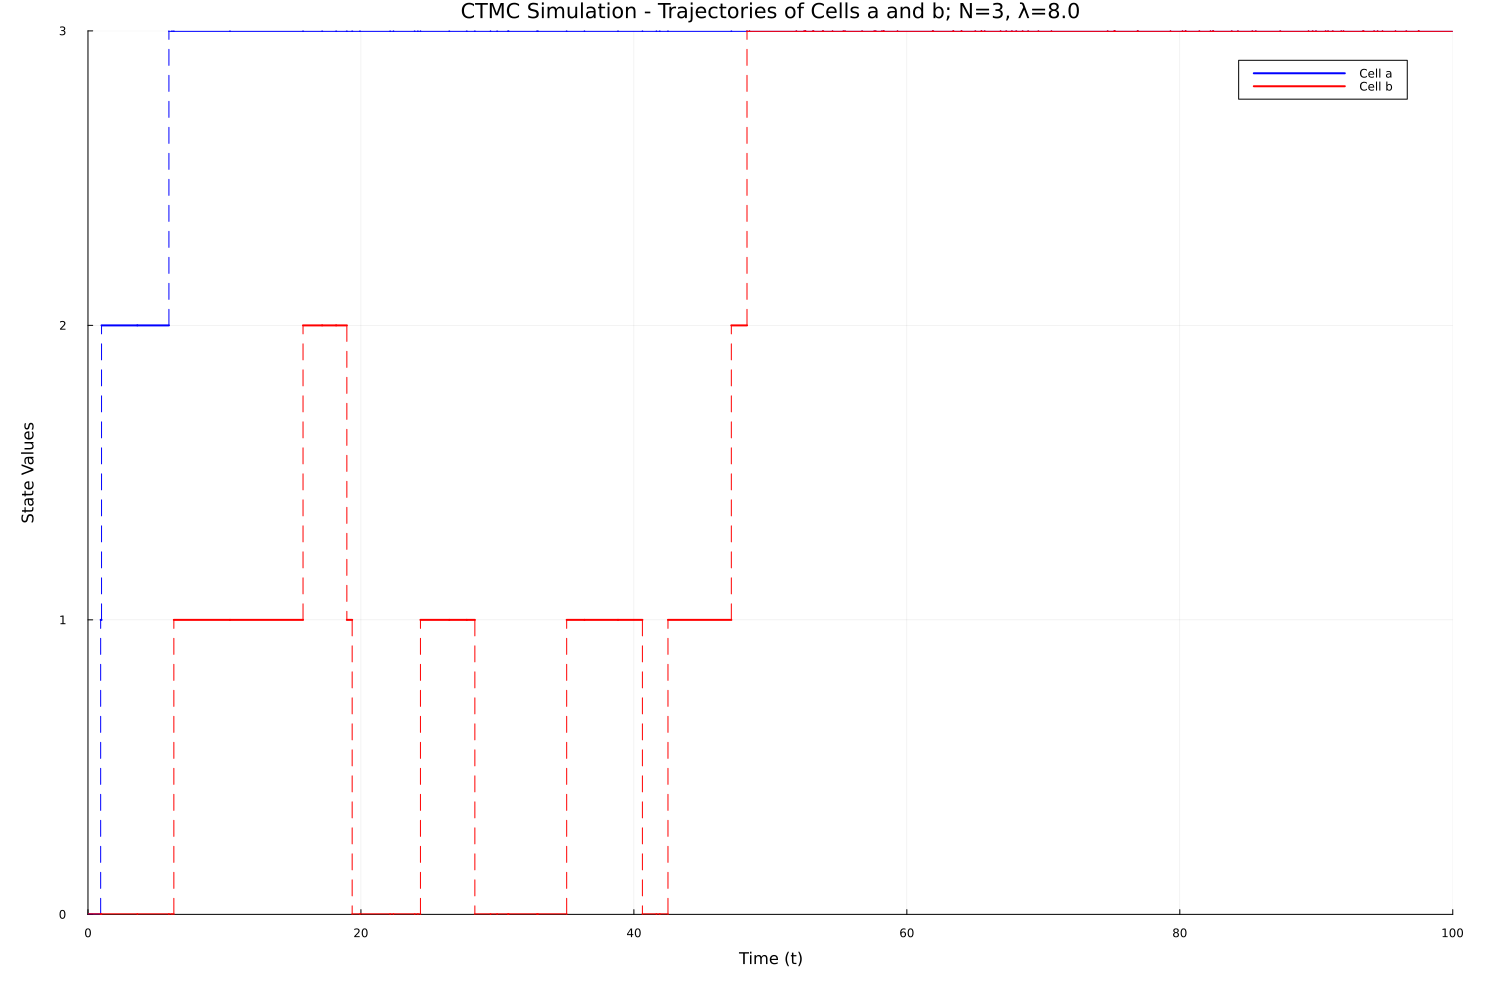 CTMC Simulation - Trajectories of Cells a and b; N=3, λ=8.0
3
Cell a
Cell b
2
State Values
1
0
0 20 40 60 80 100
Time (t)